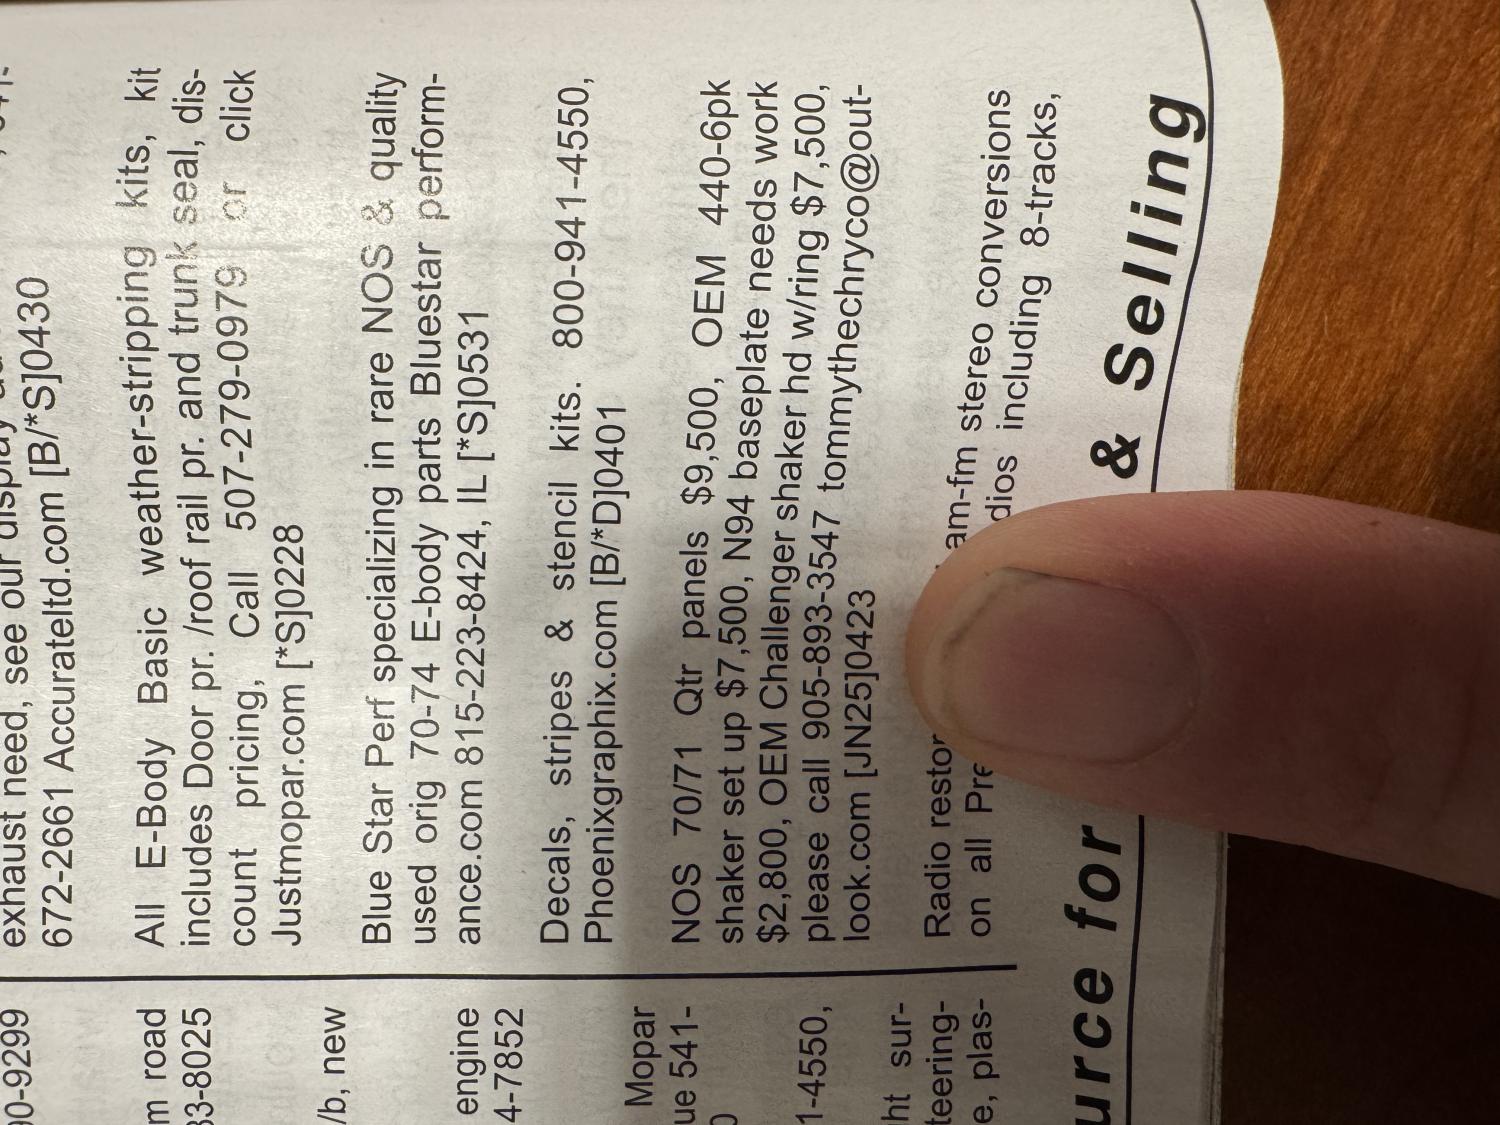 exhaust need, see our display
672-2661 Accurateltd.com [B/*S]0430
All E-Body Basic weather-stripping kits, kit
includes Door pr. /roof rail pr. and trunk seal, dis-
count pricing, Call 507-279-0979 or click
Justmopar.com [*S]0228
Blue Star Perf specializing in rare NOS & quality
used orig 70-74 E-body parts Bluestar perform-
ance.com 815-223-8424, IL [*S]0531
Decals, stripes & stencil kits. 800-941-4550,
Phoenixgraphix.com [B/*D]0401
NOS 70/71 Qtr panels $9,500, OEM 440-6pk
shaker set up $7,500, N94 baseplate needs work
$2,800, OEM Challenger shaker hd w/ring $7,500,
please call 905-893-3547 tommythechryco@out-
look.com [JN25]0423
Radio restor am-fm stereo conversions
on all Pre dios including 8-tracks,
0-9299
m road
33-8025
/b, new
engine
4-7852
Mopar
ue 541-
0
1-4550,
ht sur-
teering-
e, plas-
urce for & Selling